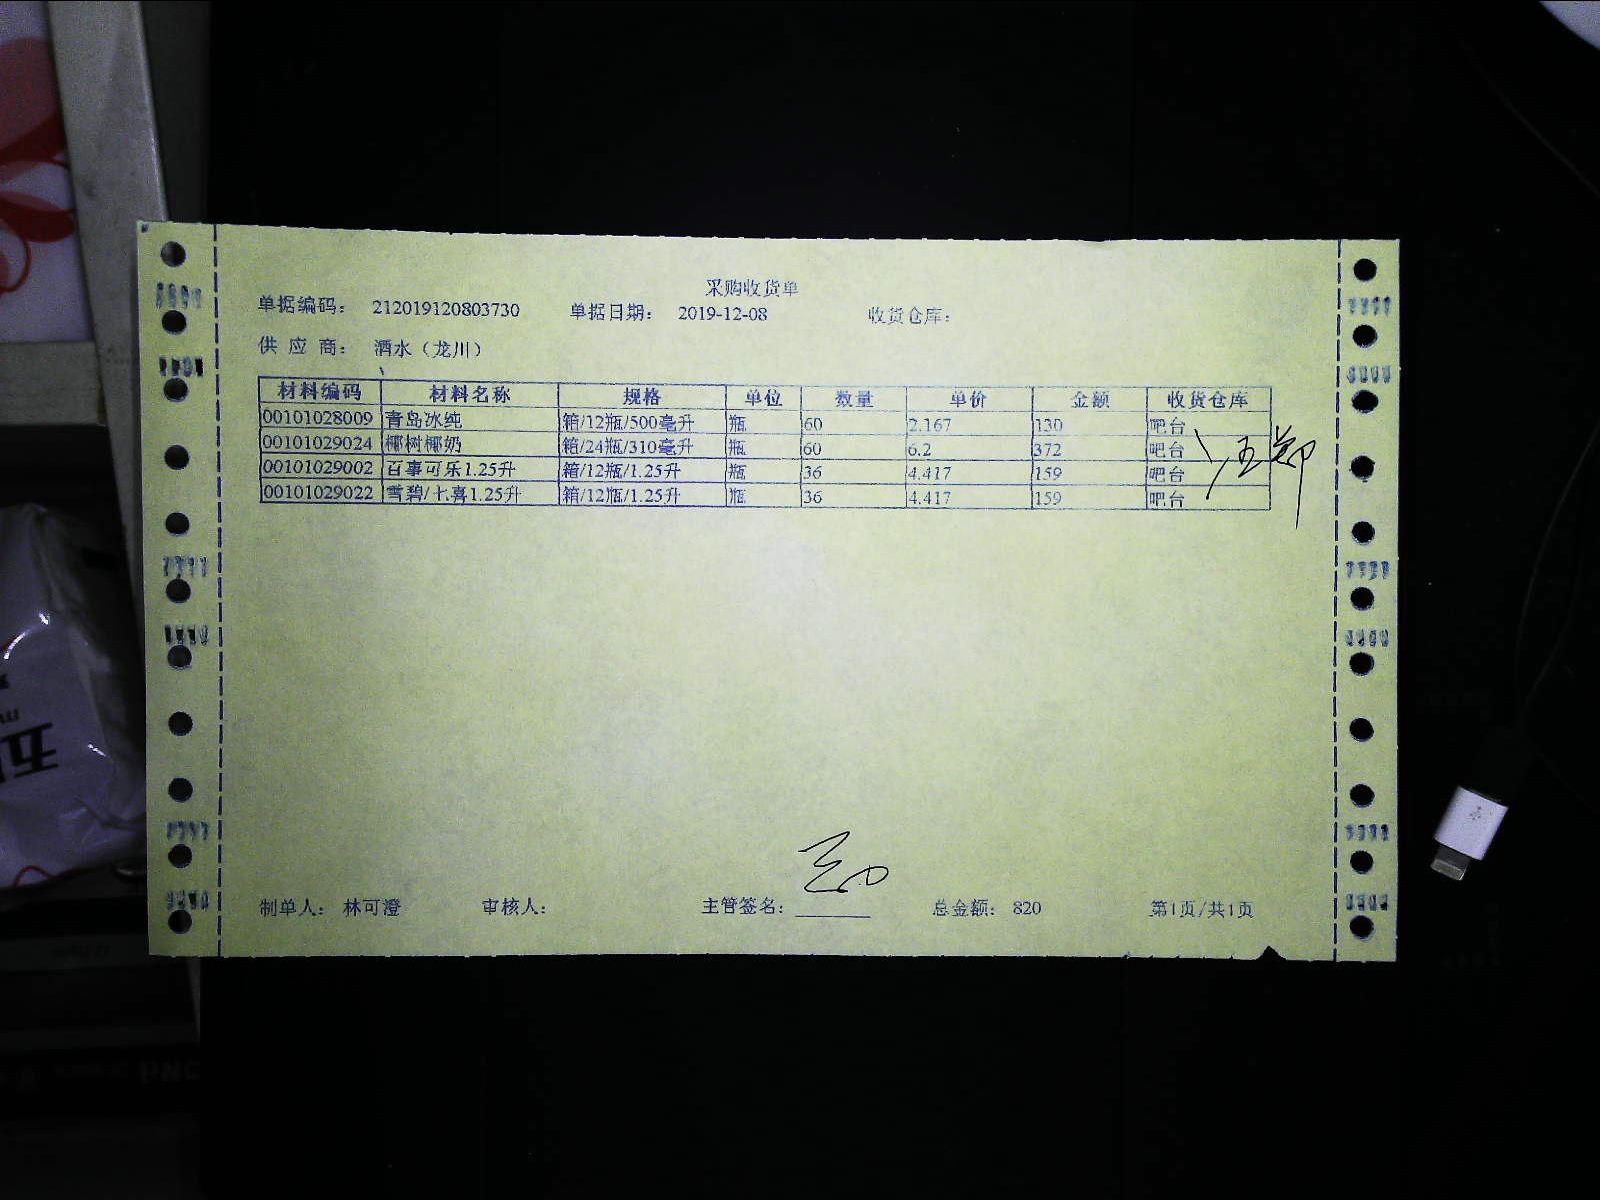 采购收货单
单据编码: 212019120803730 单据日期: 2019-12-08 收货仓库:
供 应 商: 酒水（龙川）
材料编码 材料名称 规格 单位 数量 单价 金额 收货仓库
00101028009 青岛冰纯 箱/12瓶/500毫升 瓶 60 2.167 130 吧台
00101029024 椰树椰奶 箱/24瓶/310毫升 瓶 60 6.2 372 吧台
00101029002 百事可乐1.25升 箱/12瓶/1.25升 瓶 36 4.417 159 吧台
00101029022 雪碧/七喜1.25升 箱/12瓶/1.25升 瓶 36 4.417 159 吧台
制单人: 林可澄 审核人: 主管签名: 总金额: 820 第1页/共1页
五